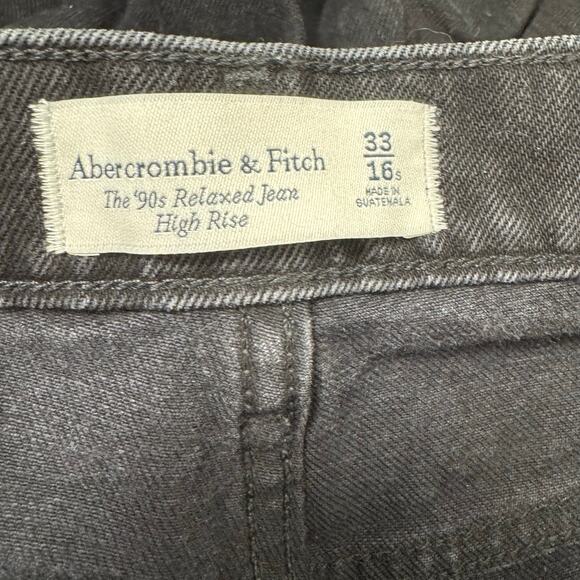 Abercrombie & Fitch
The '90s Relaxed Jean
High Rise
33
16s
MADE IN
GUATEMALA